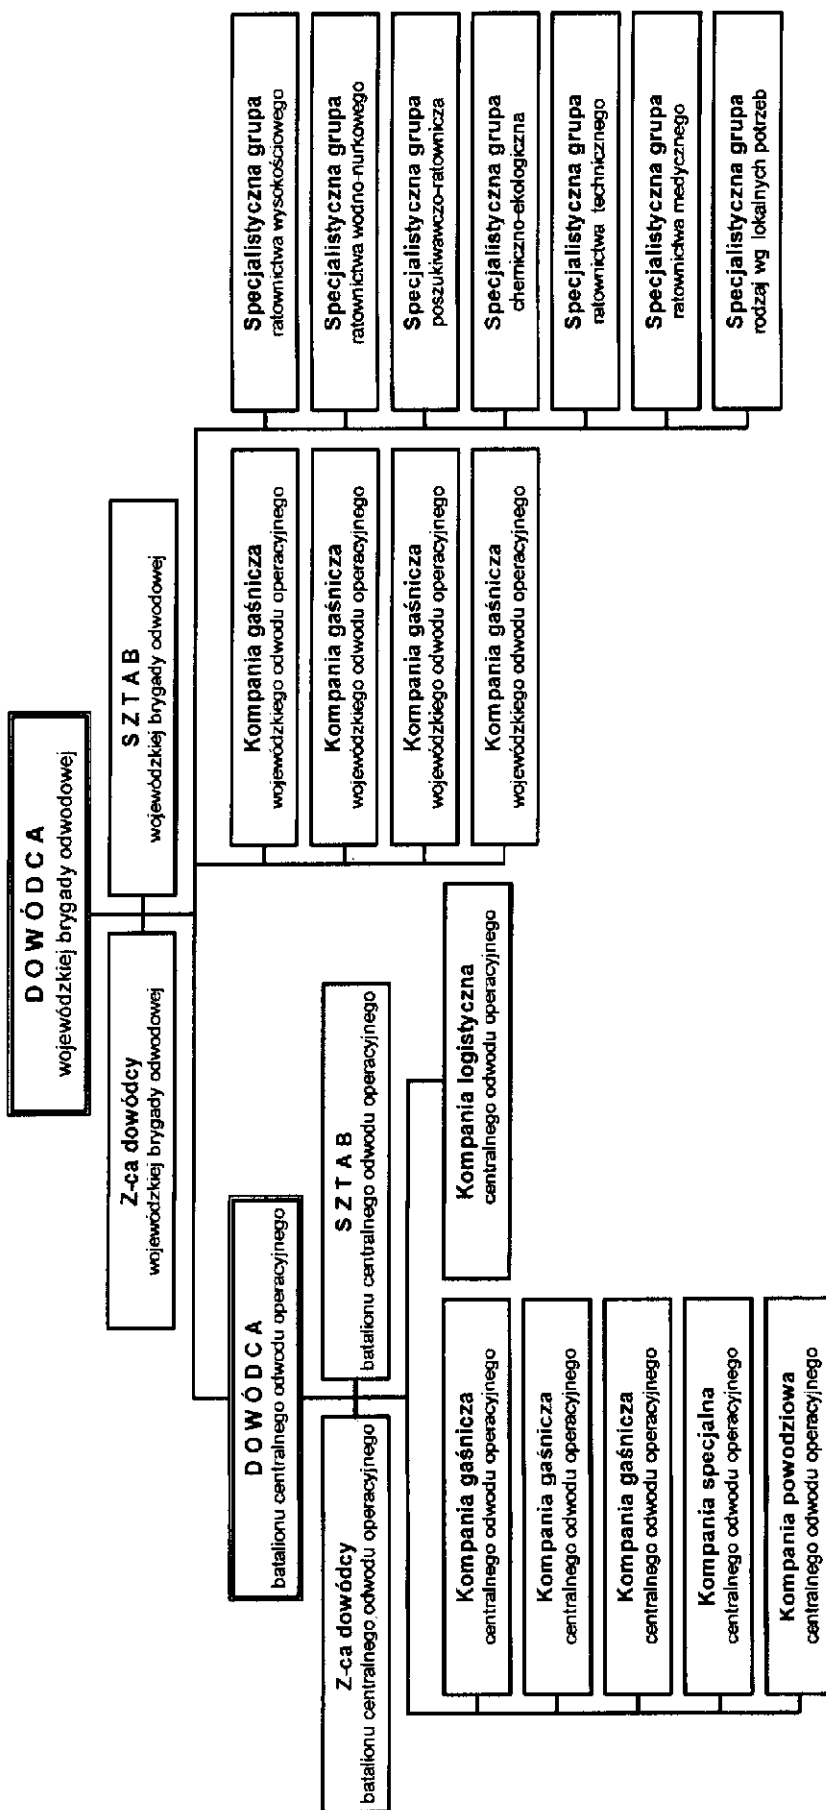 D O W Ó D C A
wojewódzkiej brygady odwodowej
Z-ca dowódcy
wojewódzkiej brygady odwodowej
S Z T A B
wojewódzkiej brygady odwodowej
D O W Ó D C A
batalionu centralnego odwodu operacyjnego
Z-ca dowódcy
batalionu centralnego odwodu operacyjnego
S Z T A B
batalionu centralnego odwodu operacyjnego
Kompania gaśnicza
centralnego odwodu operacyjnego
Kompania gaśnicza
centralnego odwodu operacyjnego
Kompania gaśnicza
centralnego odwodu operacyjnego
Kompania specjalna
centralnego odwodu operacyjnego
Kompania powodziowa
centralnego odwodu operacyjnego
Kompania logistyczna
centralnego odwodu operacyjnego
Kompania gaśnicza
wojewódzkiego odwodu operacyjnego
Kompania gaśnicza
wojewódzkiego odwodu operacyjnego
Kompania gaśnicza
wojewódzkiego odwodu operacyjnego
Kompania gaśnicza
wojewódzkiego odwodu operacyjnego
Specjalistyczna grupa
ratownictwa wysokościowego
Specjalistyczna grupa
ratownictwa wodno-nurkowego
Specjalistyczna grupa
poszukiwawczo-ratownicza
Specjalistyczna grupa
chemiczno-ekologiczna
Specjalistyczna grupa
ratownictwa technicznego
Specjalistyczna grupa
ratownictwa medycznego
Specjalistyczna grupa
rodzaj wg lokalnych potrzeb